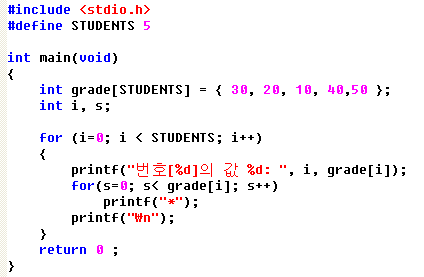 #include <stdio.h>
#define STUDENTS 5
int main(void)
{
int grade[STUDENTS] = { 30, 20, 10, 40,50 };
int i, s;
for (i=0; i < STUDENTS; i++)
{
printf("번호[%d]의 값 %d: ", i, grade[i]);
for(s=0; s< grade[i]; s++)
printf("*");
printf("₩n");
}
return 0 ;
}